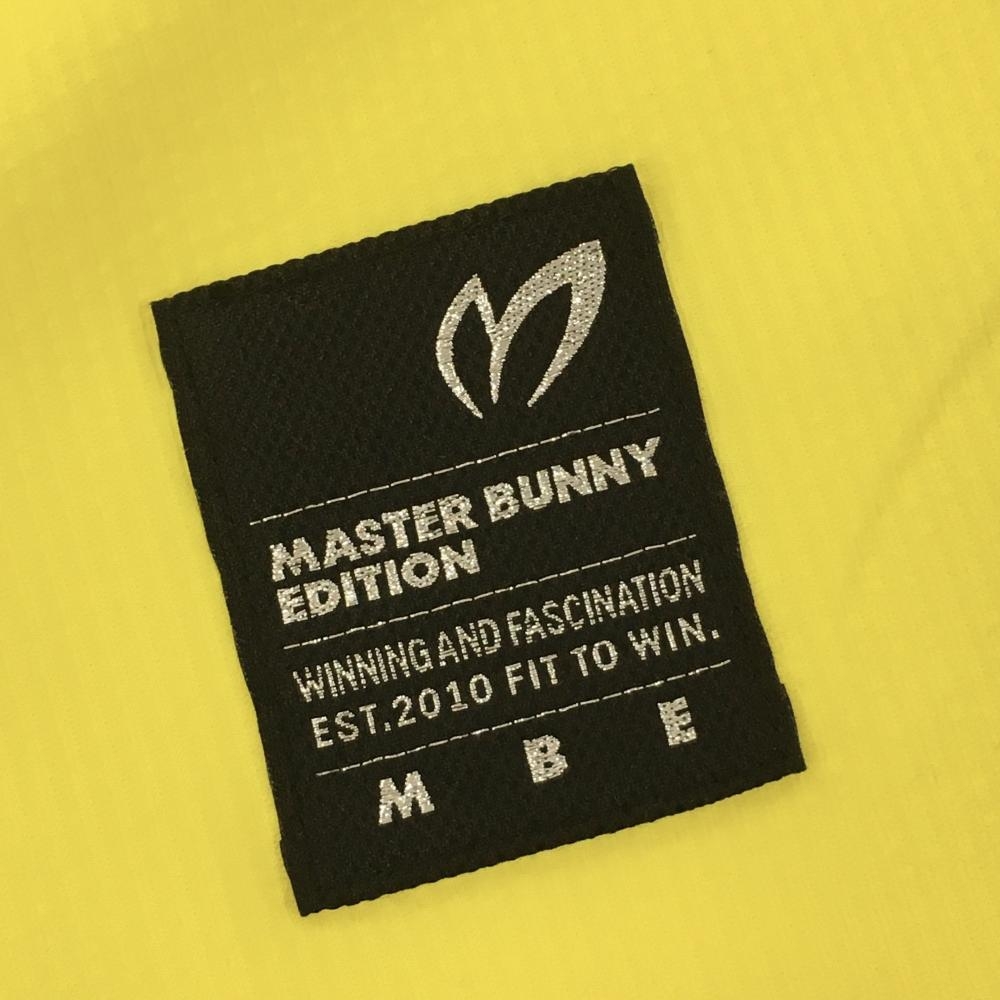 MASTER BUNNY
EDITION
WINNING AND FASCINATION
EST.2010 FIT TO WIN.
M B E